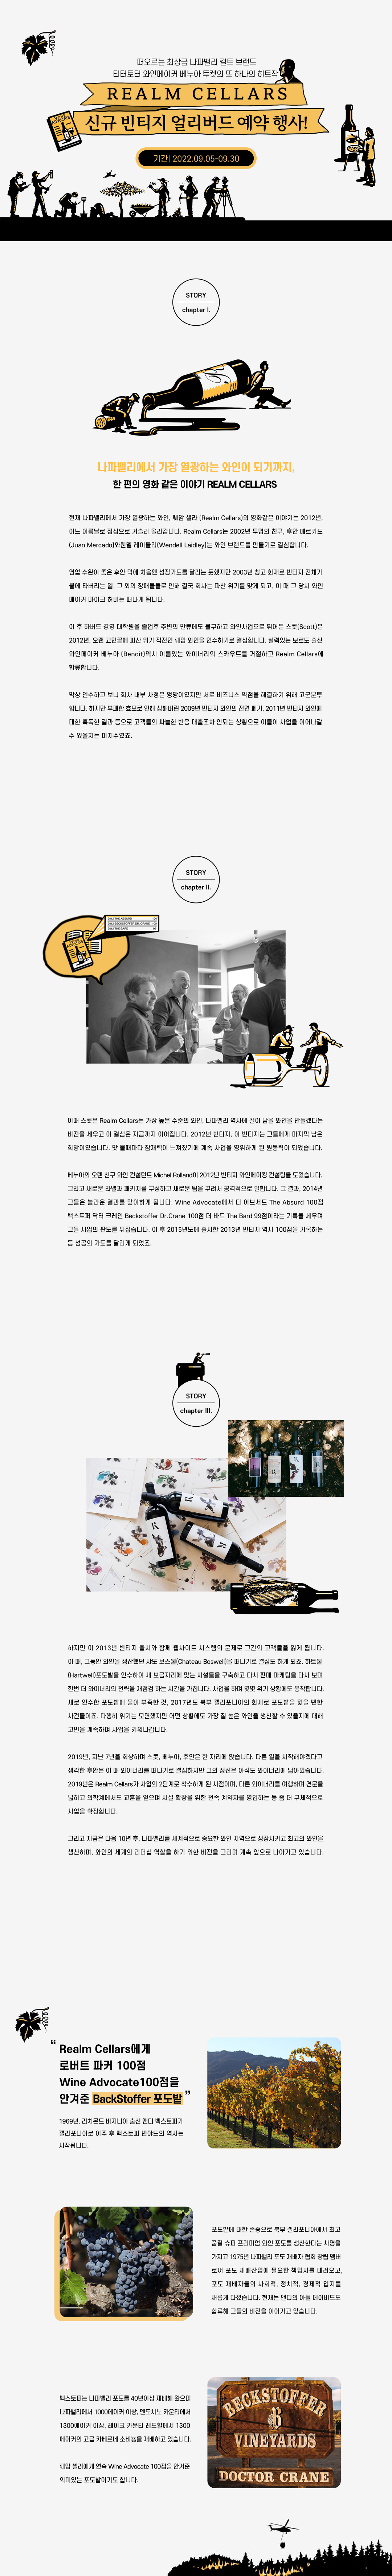 떠오르는 최상급 나파밸리 컬트 브랜드
티터토터 와인메이커 베누아 투켓의 또 하나의 히트작
REALM CELLARS
신규 빈티지 얼리버드 예약 행사!
기간| 2022.09.05-09.30
STORY
chapter I.
나파밸리에서 가장 열광하는 와인이 되기까지,
한 편의 영화 같은 이야기 REALM CELLARS
현재 나파밸리에서 가장 열광하는 와인, 웨암 셀라 (Realm Cellars)의 영화같은 이야기는 2012년,
어느 여름날로 점심으로 거슬러 올라갑니다. Realm Cellars는 2002년 투명의 친구, 후안 메르카도
(Juan Mercado)와웬델 레이들리(Wendell Laidley)는 와인 브랜드를 만들기로 결심합니다.
영업 수완이 좋은 후안 덕에 처음엔 성장가도를 달리는 듯했지만 2003년 창고 화재로 빈티지 전체가
불에 타버리는 일, 그 외의 장애물들로 인해 결국 회사는 파산 위기를 맞게 되고, 이 때 그 당시 와인
메이커 마이크 허비는 떠나게 됩니다.
이 후 하버드 경영 대학원을 졸업후 주변의 만류에도 불구하고 와인사업으로 뛰어든 스콧(Scott)은
2012년, 오랜 고민끝에 파산 위기 직전인 웨암 와인을 인수하기로 결심합니다. 실력있는 보르도 출신
와인메이커 베누아 (Benoit)역시 이름있는 와이너리의 스카우트를 거절하고 Realm Cellars에
합류합니다.
막상 인수하고 보니 회사 내부 사정은 엉망이였지만 서로 비즈니스 약점을 해결하기 위해 고군분투
합니다. 하지만 부패한 효모로 인해 상해버린 2009년 빈티지 와인의 전면 폐기, 2011년 빈티지 와인에
대한 혹독한 결과 등으로 고객들의 싸늘한 반응 대출조차 안되는 상황으로 이들이 사업을 이어나갈
수 있을지는 미지수였죠.
STORY
chapter II.
이때 스콧은 Realm Cellars는 가장 높은 수준의 와인, 나파밸리 역사에 길이 남을 와인을 만들겠다는
비전을 세우고 이 결심은 지금까지 이어집니다. 2012년 빈티지, 이 빈티지는 그들에게 마지막 남은
희망이였습니다. 맛 볼때마다 잠재력이 느껴졌기에 계속 사업을 영위하게 된 원동력이 되었습니다.
베누아의 오랜 친구 와인 컨설턴트 Michel Rolland이 2012년 빈티지 와인메이킹 컨설팅을 도왔습니다.
그리고 새로운 라벨과 패키지를 구성하고 새로운 팀을 꾸려서 공격적으로 일합니다. 그 결과, 2014년
그들은 놀라운 결과를 맞이하게 됩니다. Wine Advocate에서 디 어브서드 The Absurd 100점
백스토퍼 닥터 크레인 Beckstoffer Dr.Crane 100점 더 바드 The Bard 99점이라는 기록을 세우며
그들 사업의 판도를 뒤집습니다. 이 후 2015년도에 출시한 2013년 빈티지 역시 100점을 기록하는
등 성공의 가도를 달리게 되었죠.
STORY
chapter III.
하지만 이 2013년 빈티지 출시와 함께 웹사이트 시스템의 문제로 그간의 고객들을 잃게 됩니다.
이 때, 그동안 와인을 생산했던 샤또 보스웰(Chateau Boswell)을 떠나기로 결심도 하게 되죠. 하트웰
(Hartwell)포도밭을 인수하여 새 보금자리에 맞는 시설들을 구축하고 다시 판매 마케팅을 다시 보며
한번 더 와이너리의 전략을 재점검 하는 시간을 가집니다. 사업을 하며 몇몇 위기 상황에도 봉착합니다.
새로 인수한 포도밭에 물이 부족한 것, 2017년도 북부 캘리포니아의 화재로 포도밭을 잃을 뻔한
사건들이죠. 다행히 위기는 모면했지만 어떤 상황에도 가장 질 높은 와인을 생산할 수 있을지에 대해
고민을 계속하며 사업을 키워나갑니다.
2019년, 지난 7년을 회상하며 스콧, 베누아, 후안은 한 자리에 앉습니다. 다른 일을 시작해야겠다고
생각한 후안은 이 때 와이너리를 떠나기로 결심하지만 그의 정신은 아직도 와이너리에 남아있습니다.
2019년은 Realm Cellars가 사업의 2단계로 착수하게 된 시점이며, 다른 와이너리를 여행하며 견문을
넓히고 의학계에서도 교훈을 얻으며 시설 확장을 위한 전속 계약자를 영입하는 등 좀 더 구체적으로
사업을 확장합니다.
그리고 지금은 다음 10년 후, 나파밸리를 세계적으로 중요한 와인 지역으로 성장시키고 최고의 와인을
생산하며, 와인의 세계의 리더십 역할을 하기 위한 비전을 그리며 계속 앞으로 나아가고 있습니다.
“ Realm Cellars에게
로버트 파커 100점
Wine Advocate100점을
안겨준 BackStoffer 포도밭 ”
1969년, 리치몬드 버지니아 출신 앤디 백스토퍼가
캘리포니아로 이주 후 백스토퍼 빈야드의 역사는
시작됩니다.
포도밭에 대한 존중으로 북부 캘리포니아에서 최고
품질 슈퍼 프리미엄 와인 포도를 생산한다는 사명을
가지고 1975년 나파밸리 포도 재배자 협회 창립 멤버
로써 포도 재배산업에 필요한 책임자를 데려오고,
포도 재배자들의 사회적, 정치적, 경제적 입지를
새롭게 다졌습니다. 현재는 앤디의 아들 데이비드도
합류해 그들의 비전을 이어가고 있습니다.
백스토퍼는 나파밸리 포도를 40년이상 재배해 왔으며
나파밸리에서 1000에이커 이상, 멘도치노 카운티에서
1300에이커 이상, 레이크 카운티 레드힐에서 1300
에이커의 고급 카베르네 소비뇽을 재배하고 있습니다.
웨암 셀러에게 연속 Wine Advocate 100점을 안겨준
의미있는 포도밭이기도 합니다.
BECKSTOFFER
VINEYARDS
DOCTOR CRANE